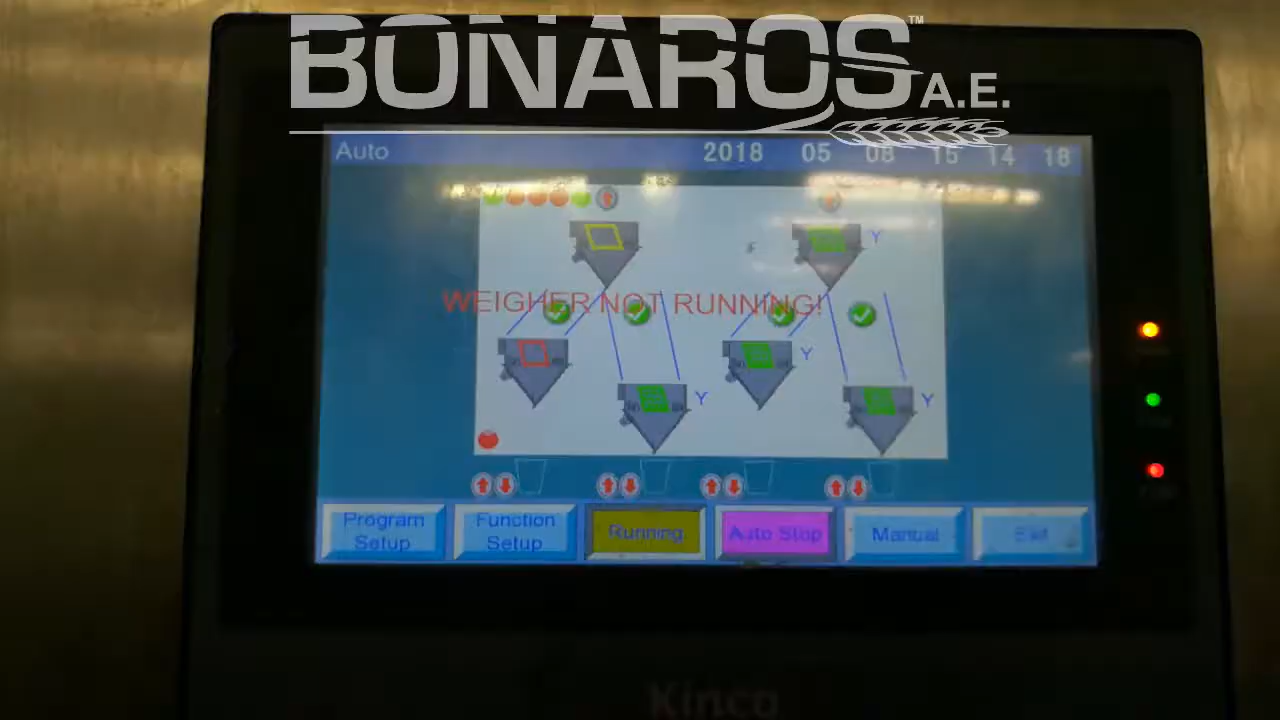 BONAROS™
A.E.
Auto
2018 05 08 15 14 18
F
Y
WEIGHER NOT RUNNING!
Y
Y
Y
Program
Setup
Function
Setup
Running
Auto Stop
Manual
Exit
Kinco